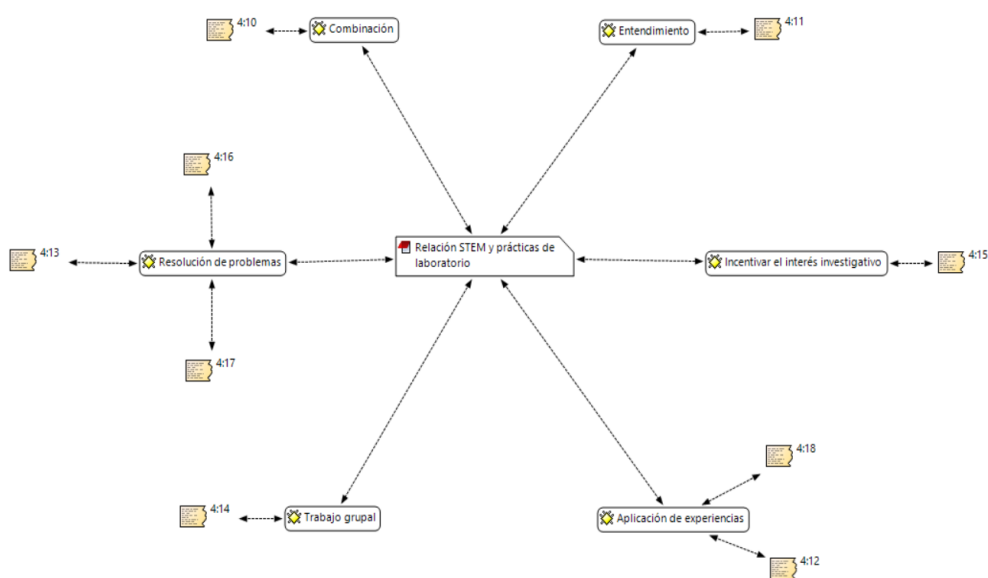 4:10
Combinación
Entendimiento
4:11
4:16
4:13
Resolución de problemas
Relación STEM y prácticas de
laboratorio
Incentivar el interés investigativo
4:15
4:17
4:18
4:14
Trabajo grupal
Aplicación de experiencias
4:12